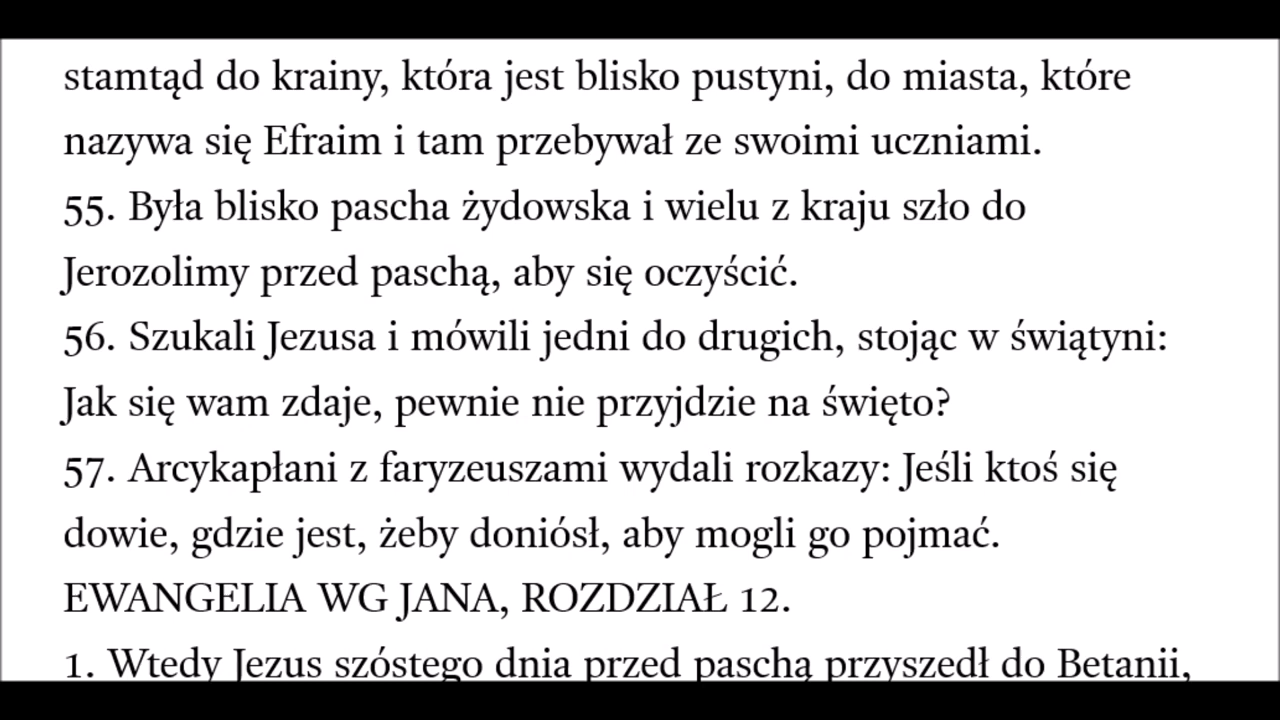 stamtąd do krainy, która jest blisko pustyni, do miasta, które
nazywa się Efraim i tam przebywał ze swoimi uczniami.
55. Była blisko pascha żydowska i wielu z kraju szło do
Jerozolimy przed paschą, aby się oczyścić.
56. Szukali Jezusa i mówili jedni do drugich, stojąc w świątyni:
Jak się wam zdaje, pewnie nie przyjdzie na święto?
57. Arcykapłani z faryzeuszami wydali rozkazy: Jeśli ktoś się
dowie, gdzie jest, żeby doniósł, aby mogli go pojmać.
EWANGELIA WG JANA, ROZDZIAŁ 12.
1. Wtedy Jezus szóstego dnia przed paschą przyszedł do Betanii,